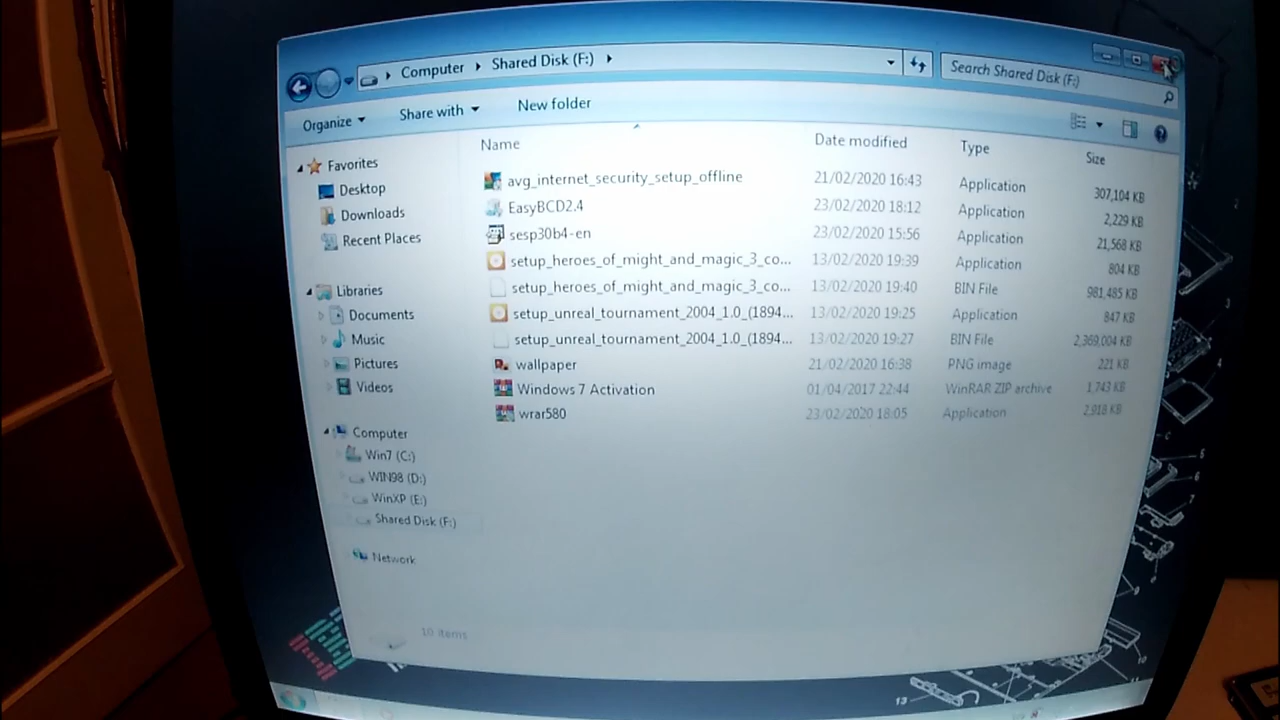 Computer Shared Disk (F:) Search Shared Disk (F:)
Organize Share with New folder
Name Date modified Type Size
Favorites
Desktop
Downloads
Recent Places
Libraries
Documents
Music
Pictures
Videos
Computer
Win7 (C:)
WIN98 (D:)
WinXP (E:)
Shared Disk (F:)
Network
avg_internet_security_setup_offline 21/02/2020 16:43 Application 307,104 KB
EasyBCD2.4 23/02/2020 18:12 Application 2,229 KB
sesp30b4-en 23/02/2020 15:56 Application 21,568 KB
setup_heroes_of_might_and_magic_3_co... 13/02/2020 19:39 Application 804 KB
setup_heroes_of_might_and_magic_3_co... 13/02/2020 19:40 BIN File 981,485 KB
setup_unreal_tournament_2004_1.0_(1894... 13/02/2020 19:25 Application 847 KB
setup_unreal_tournament_2004_1.0_(1894... 13/02/2020 19:27 BIN File 2,369,004 KB
wallpaper 21/02/2020 16:38 PNG image 221 KB
Windows 7 Activation 01/04/2017 22:44 WinRAR ZIP archive 1,743 KB
wrar580 23/02/2020 18:05 Application 2,918 KB
10 items
13